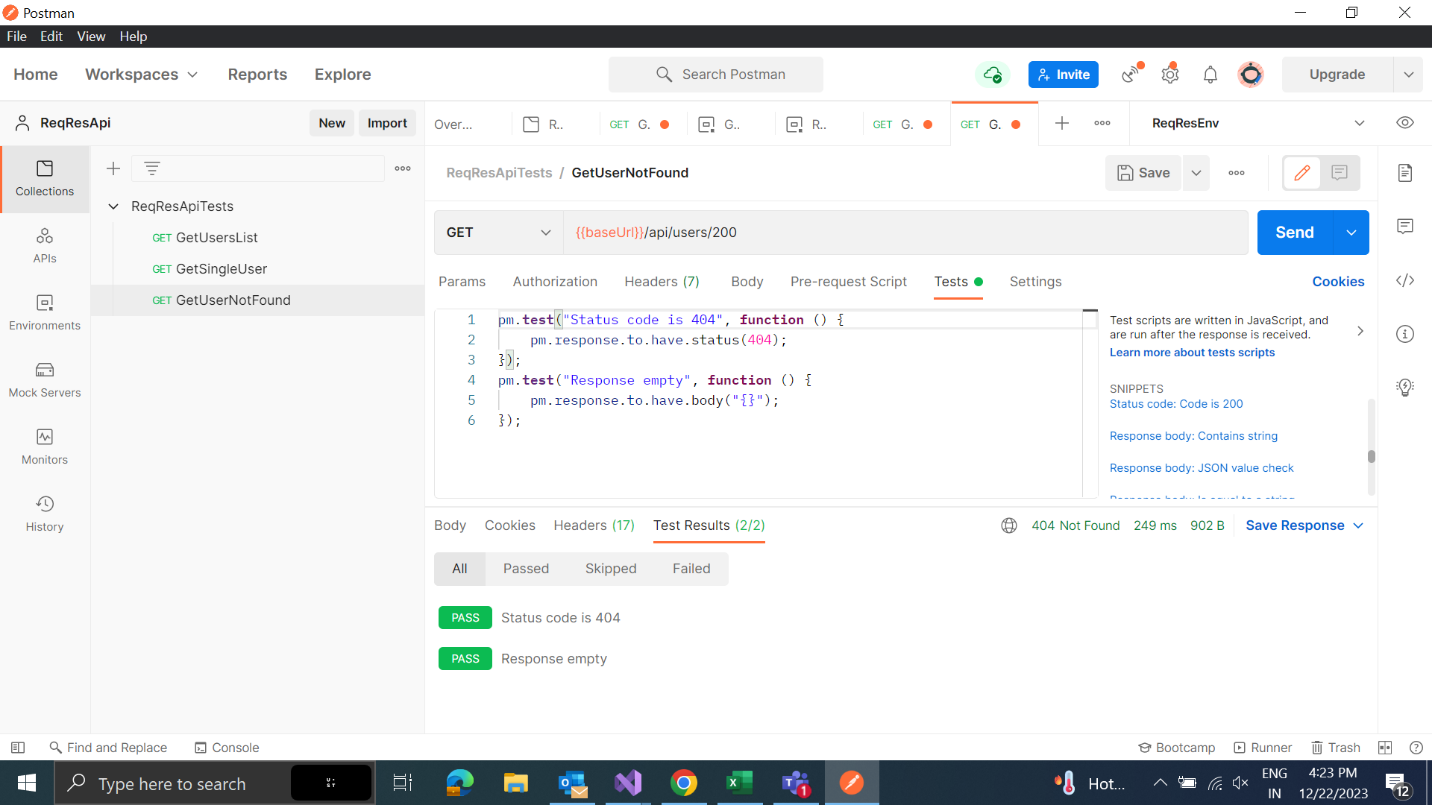 Postman
File Edit View Help
Home Workspaces Reports Explore Search Postman Invite Upgrade
ReqResApi New Import Over... R.. GET G. G.. R.. GET G. GET G. ReqResEnv
Collections
APIs
Environments
Mock Servers
Monitors
History
ReqResApiTests
GET GetUsersList
GET GetSingleUser
GET GetUserNotFound
ReqResApiTests / GetUserNotFound Save
GET {{baseUrl}}/api/users/200 Send
Params Authorization Headers (7) Body Pre-request Script Tests Settings Cookies
1 pm.test("Status code is 404", function () {
2 pm.response.to.have.status(404);
3 });
4 pm.test("Response empty", function () {
5 pm.response.to.have.body("{}");
6 });
Test scripts are written in JavaScript, and
are run after the response is received.
Learn more about tests scripts
SNIPPETS
Status code: Code is 200
Response body: Contains string
Response body: JSON value check
Body Cookies Headers (17) Test Results (2/2) 404 Not Found 249 ms 902 B Save Response
All Passed Skipped Failed
PASS Status code is 404
PASS Response empty
Find and Replace Console Bootcamp Runner Trash
Type here to search Hot... ENG 4:23 PM
1 IN 12/22/2023 12